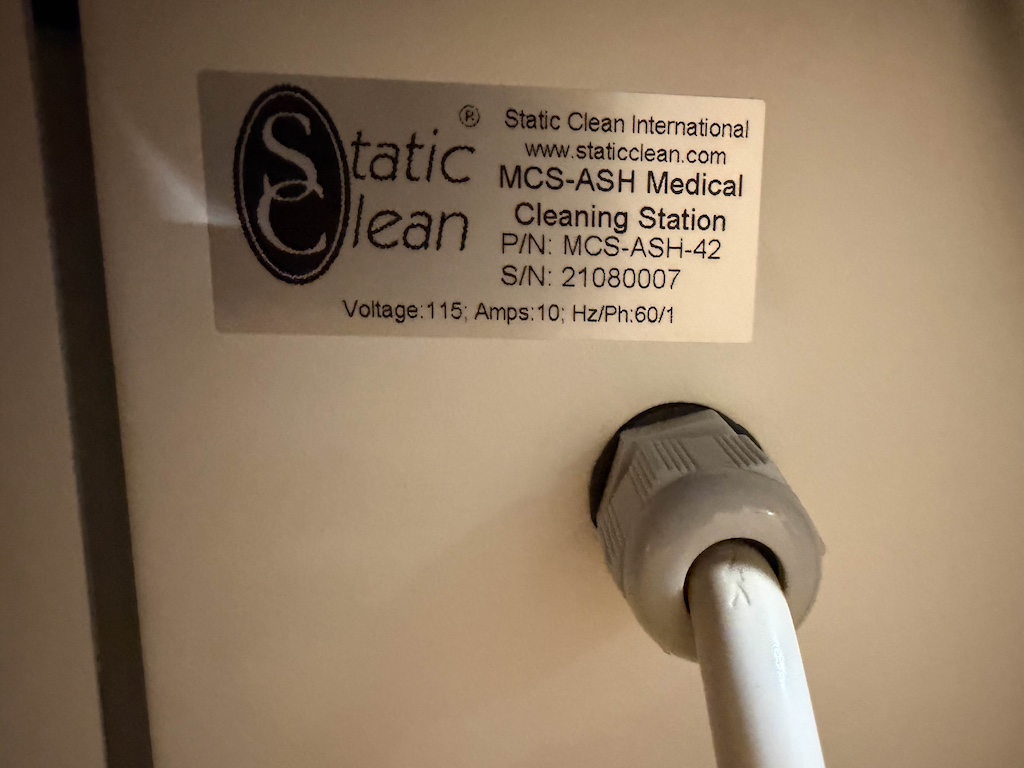 Static ®
Clean
Static Clean International
www.staticclean.com
MCS-ASH Medical
Cleaning Station
P/N: MCS-ASH-42
S/N: 21080007
Voltage:115; Amps:10; Hz/Ph:60/1